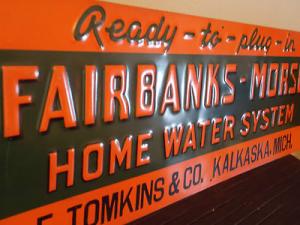 Ready-to-plug-in
FAIRBANKS-MORS
HOME WATER SYSTEM
F. TOMKINS & CO. KALKASKA, MICH.